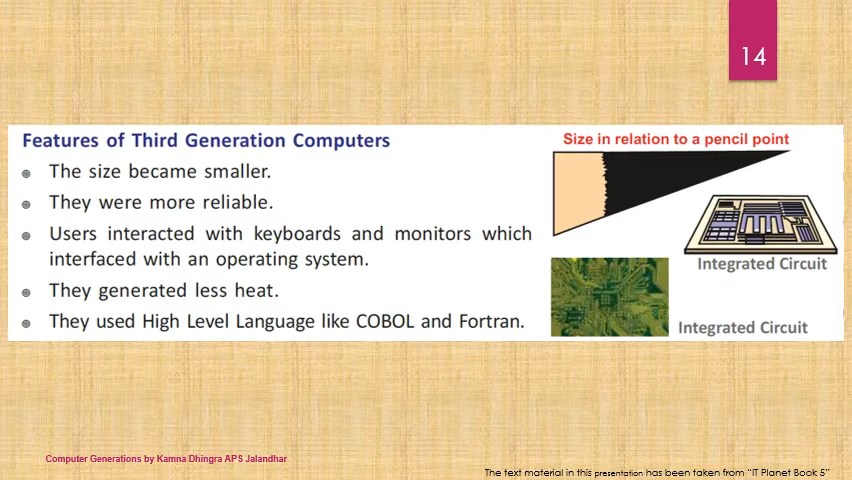 14
Features of Third Generation Computers
The size became smaller.
They were more reliable.
Users interacted with keyboards and monitors which
interfaced with an operating system.
They generated less heat.
They used High Level Language like COBOL and Fortran.
Size in relation to a pencil point
Integrated Circuit
Integrated Circuit
Computer Generations by Kamna Dhingra APS Jalandhar
The text material in this presentation has been taken from “IT Planet Book 5”